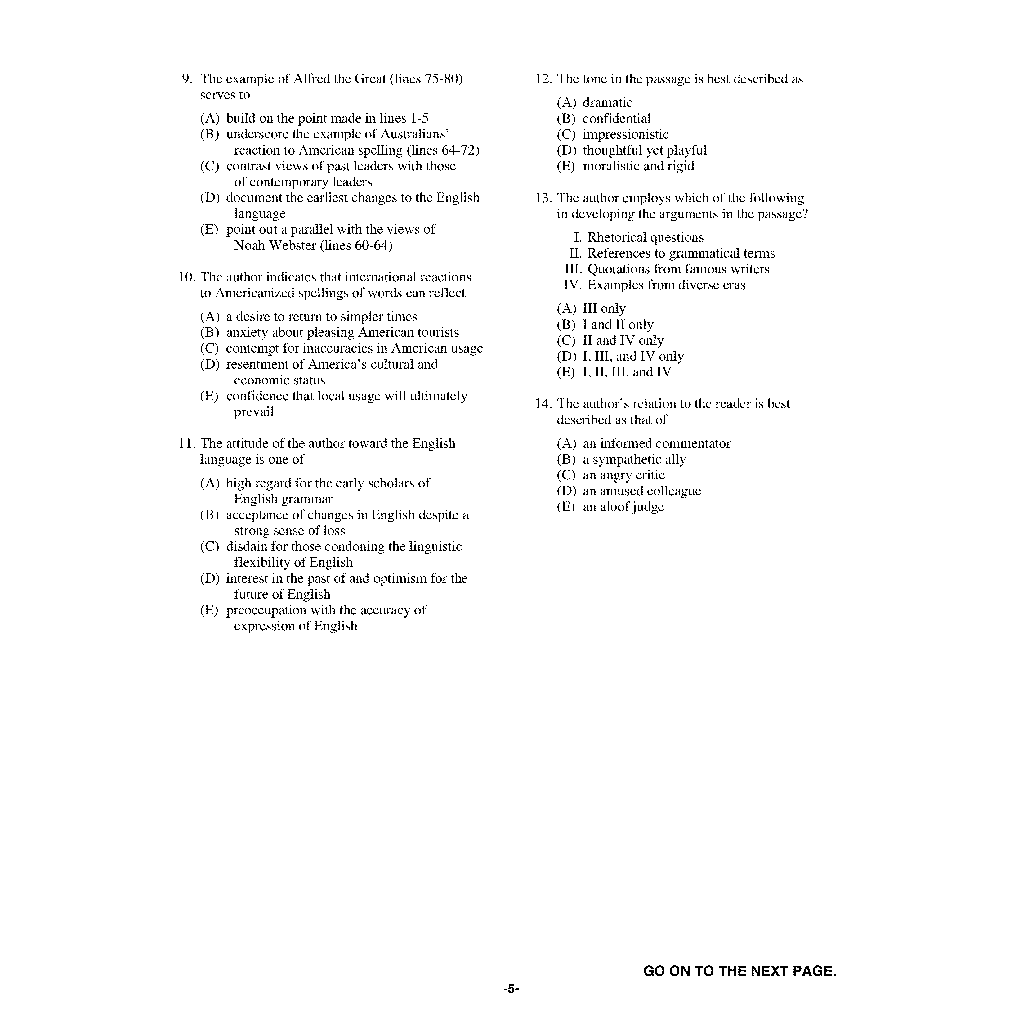 9. The example of Alfred the Great (lines 75-80)
serves to
(A) build on the point made in lines 1-5
(B) underscore the example of Australians'
reaction to American spelling (lines 64-72)
(C) contrast views of past leaders with those
of contemporary leaders
(D) document the earliest changes to the English
language
(E) point out a parallel with the views of
Noah Webster (lines 60-64)
10. The author indicates that international reactions
to Americanized spellings of words can reflect
(A) a desire to return to simpler times
(B) anxiety about pleasing American tourists
(C) contempt for inaccuracies in American usage
(D) resentment of America's cultural and
economic status
(E) confidence that local usage will ultimately
prevail
11. The attitude of the author toward the English
language is one of
(A) high regard for the early scholars of
English grammar
(B) acceptance of changes in English despite a
strong sense of loss
(C) disdain for those condoning the linguistic
flexibility of English
(D) interest in the past of and optimism for the
future of English
(E) preoccupation with the accuracy of
expression of English
12. The tone in the passage is best described as
(A) dramatic
(B) confidential
(C) impressionistic
(D) thoughtful yet playful
(E) moralistic and rigid
13. The author employs which of the following
in developing the arguments in the passage?
I. Rhetorical questions
II. References to grammatical terms
III. Quotations from famous writers
IV. Examples from diverse eras
(A) III only
(B) I and II only
(C) II and IV only
(D) I, III, and IV only
(E) I, II, III, and IV
14. The author's relation to the reader is best
described as that of
(A) an informed commentator
(B) a sympathetic ally
(C) an angry critic
(D) an amused colleague
(E) an aloof judge
GO ON TO THE NEXT PAGE.
-5-